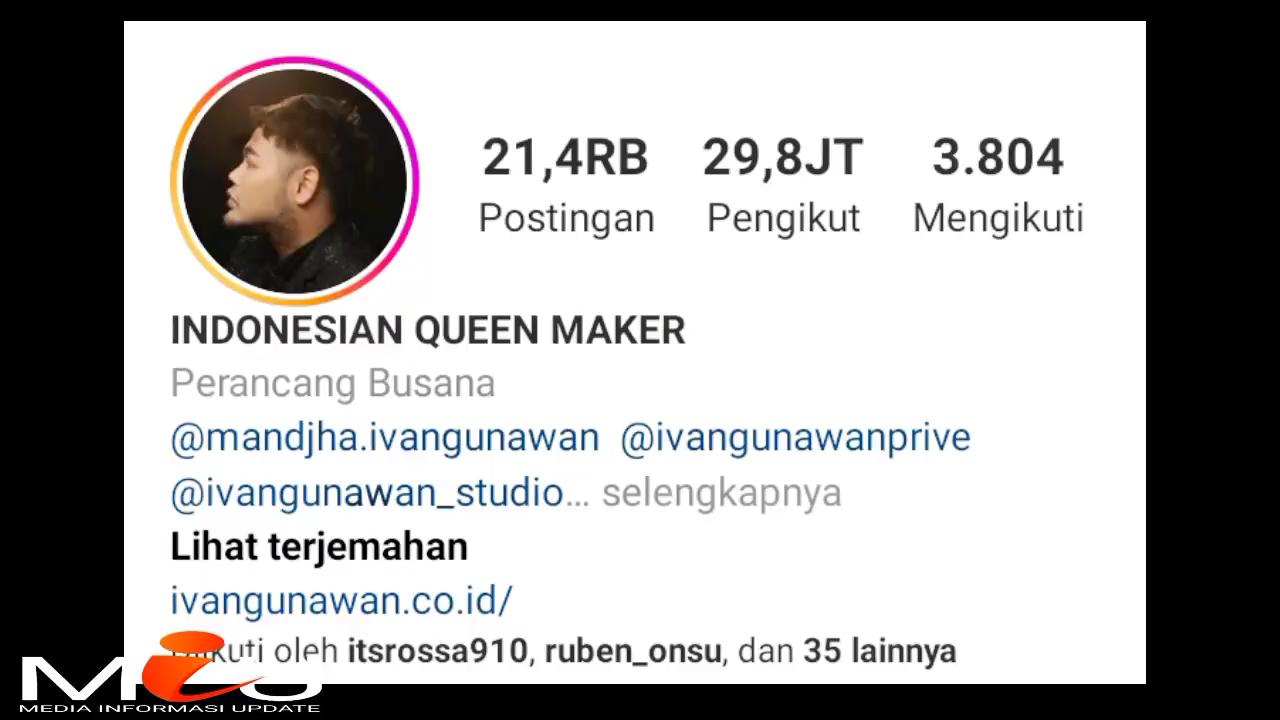 21,4RB 29,8JT 3.804
Postingan Pengikut Mengikuti
INDONESIAN QUEEN MAKER
Perancang Busana
@mandjha.ivangunawan @ivangunawanprive
@ivangunawan_studio... selengkapnya
Lihat terjemahan
ivangunawan.co.id/
oleh itsrossa910, ruben_onsu, dan 35 lainnya
MEDIA INFORMASI UPDATE